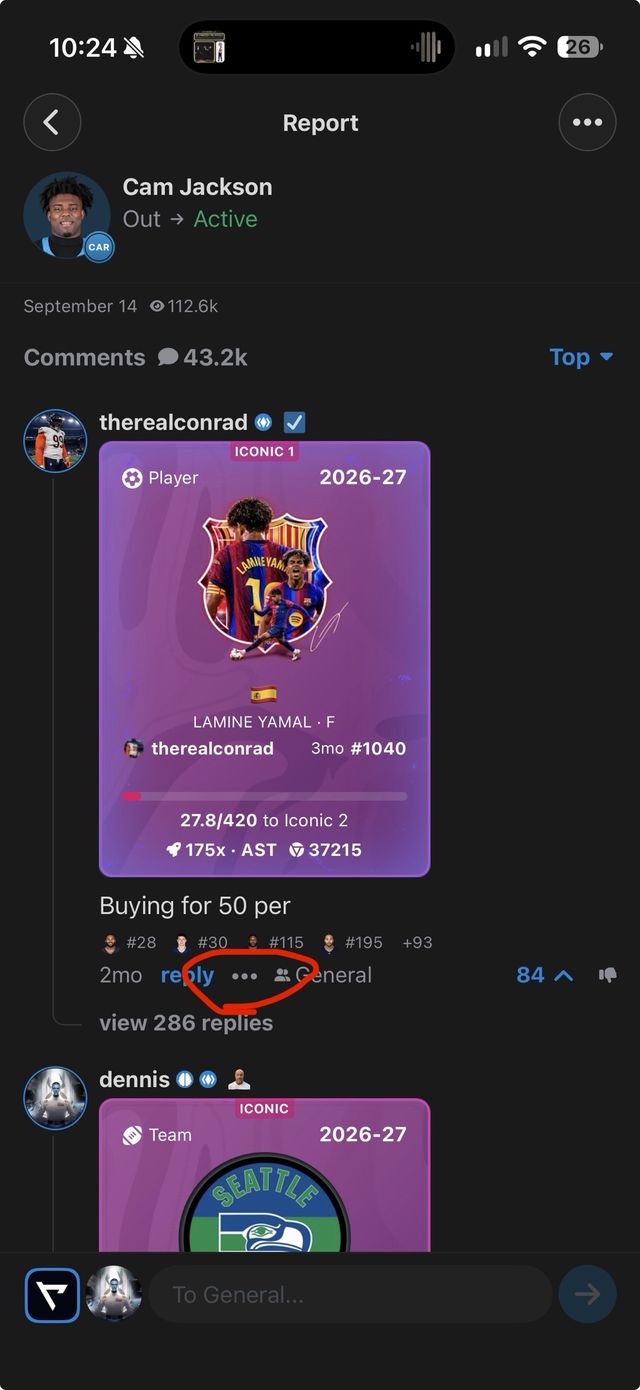 10:24
26
Report
Cam Jackson
Out → Active
CAR
September 14 112.6k
Comments 43.2k Top
therealconrad
ICONIC 1
Player 2026-27
LAMINE YAMAL · F
therealconrad 3mo #1040
27.8/420 to Iconic 2
175x · AST 37215
Buying for 50 per
#28 #30 #115 #195 +93
2mo reply ••• General 84
view 286 replies
dennis
ICONIC
Team 2026-27
SEATTLE
To General...